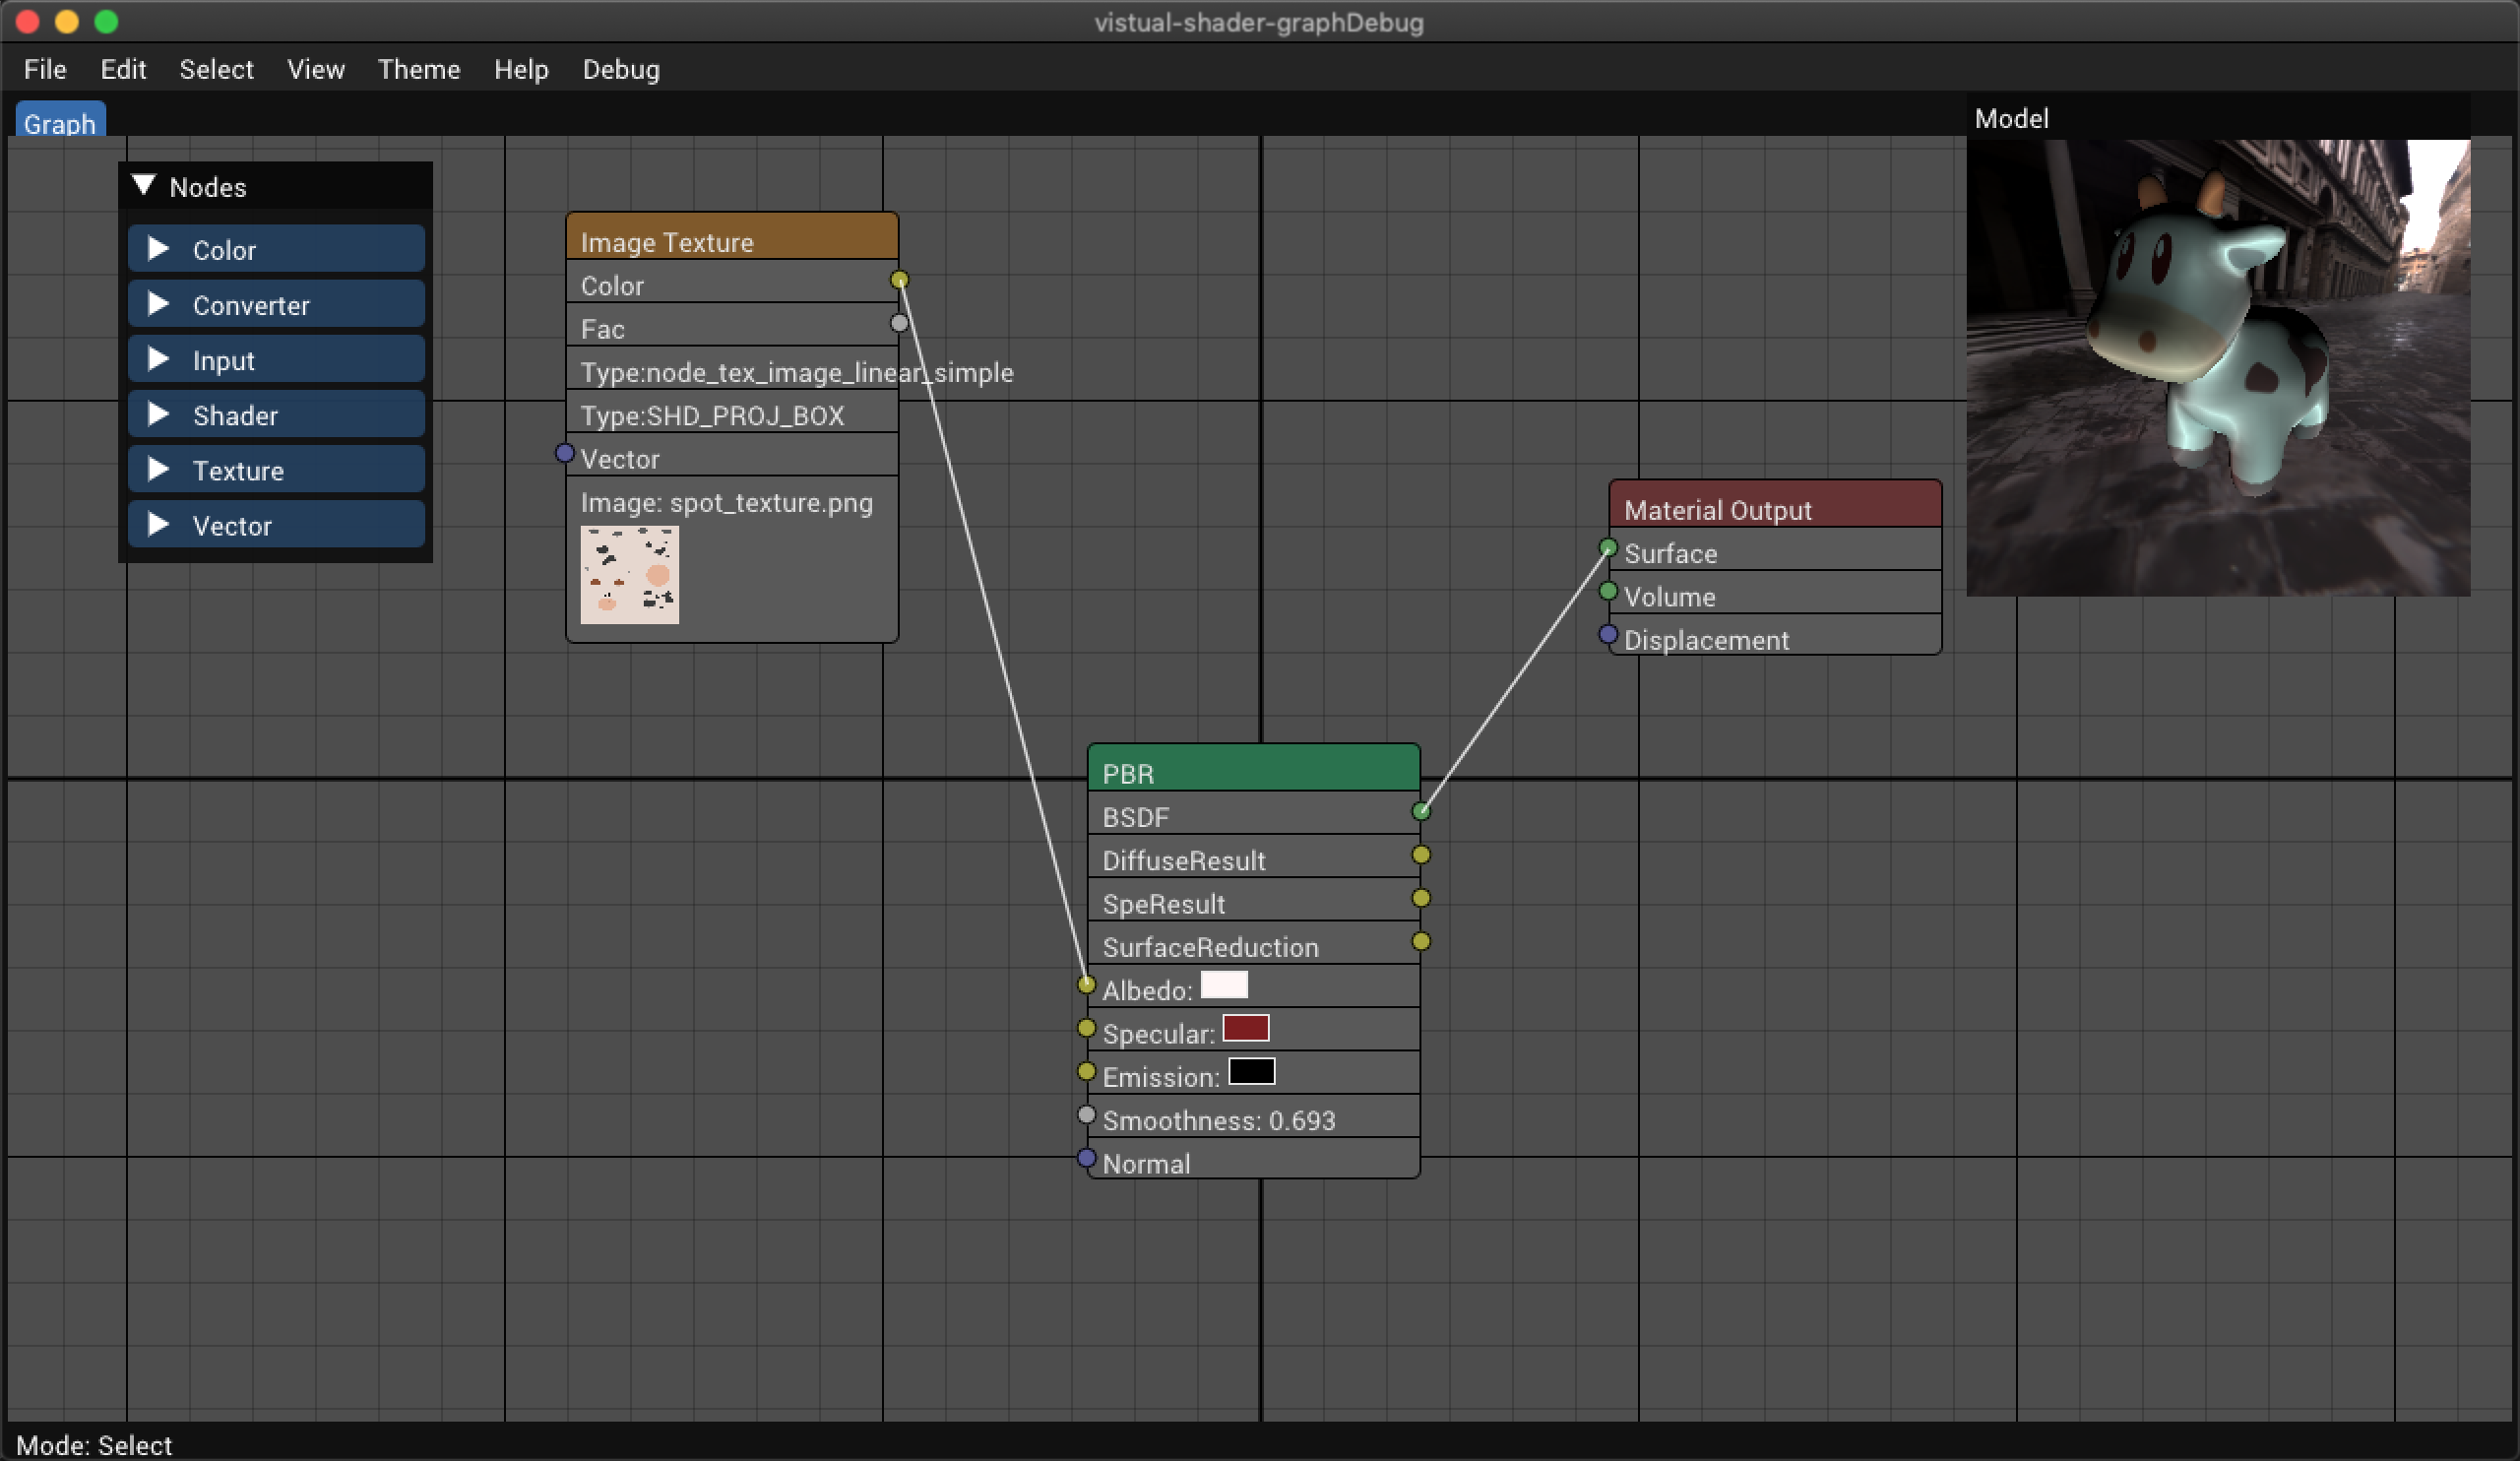 vistual-shader-graphDebug
File Edit Select View Theme Help Debug
Graph
Nodes
Color
Converter
Input
Shader
Texture
Vector
Image Texture
Color
Fac
Type:node_tex_image_linear_simple
Type:SHD_PROJ_BOX
Vector
Image: spot_texture.png
PBR
BSDF
DiffuseResult
SpeResult
SurfaceReduction
Albedo:
Specular:
Emission:
Smoothness: 0.693
Normal
Material Output
Surface
Volume
Displacement
Model
Mode: Select